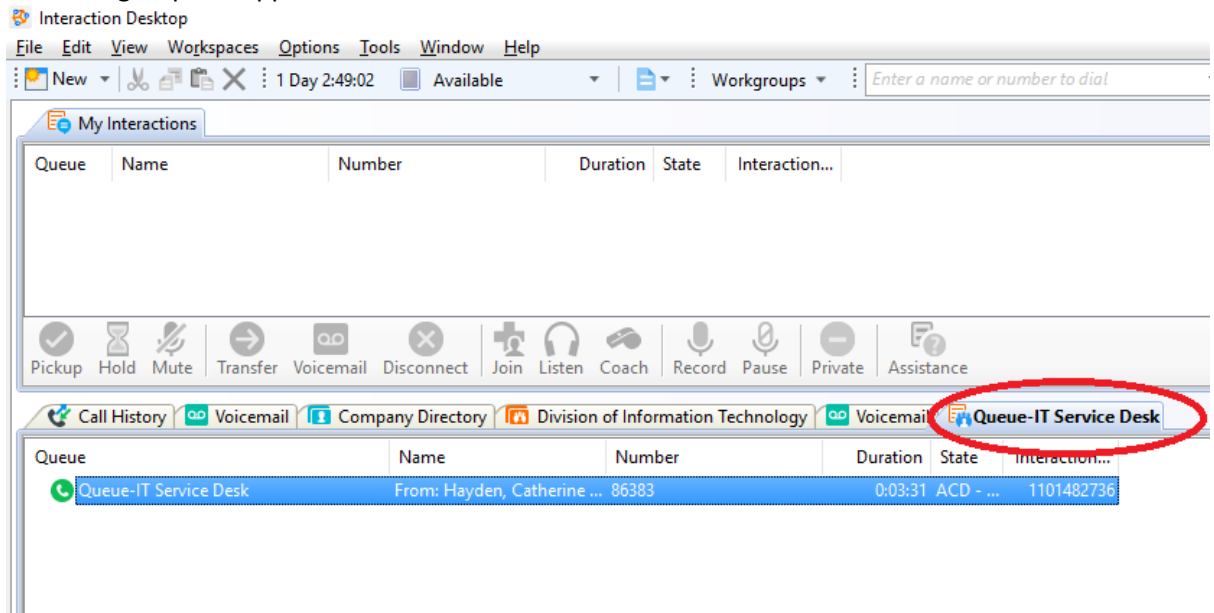 Interaction Desktop
File Edit View Workspaces Options Tools Window Help
New 1 Day 2:49:02 Available Workgroups Enter a name or number to dial
My Interactions
Queue Name Number Duration State Interaction...
Pickup Hold Mute Transfer Voicemail Disconnect Join Listen Coach Record Pause Private Assistance
Call History Voicemail Company Directory Division of Information Technology Voicemail Queue-IT Service Desk
Queue Name Number Duration State Interaction...
Queue-IT Service Desk From: Hayden, Catherine ... 86383 0:03:31 ACD - ... 1101482736